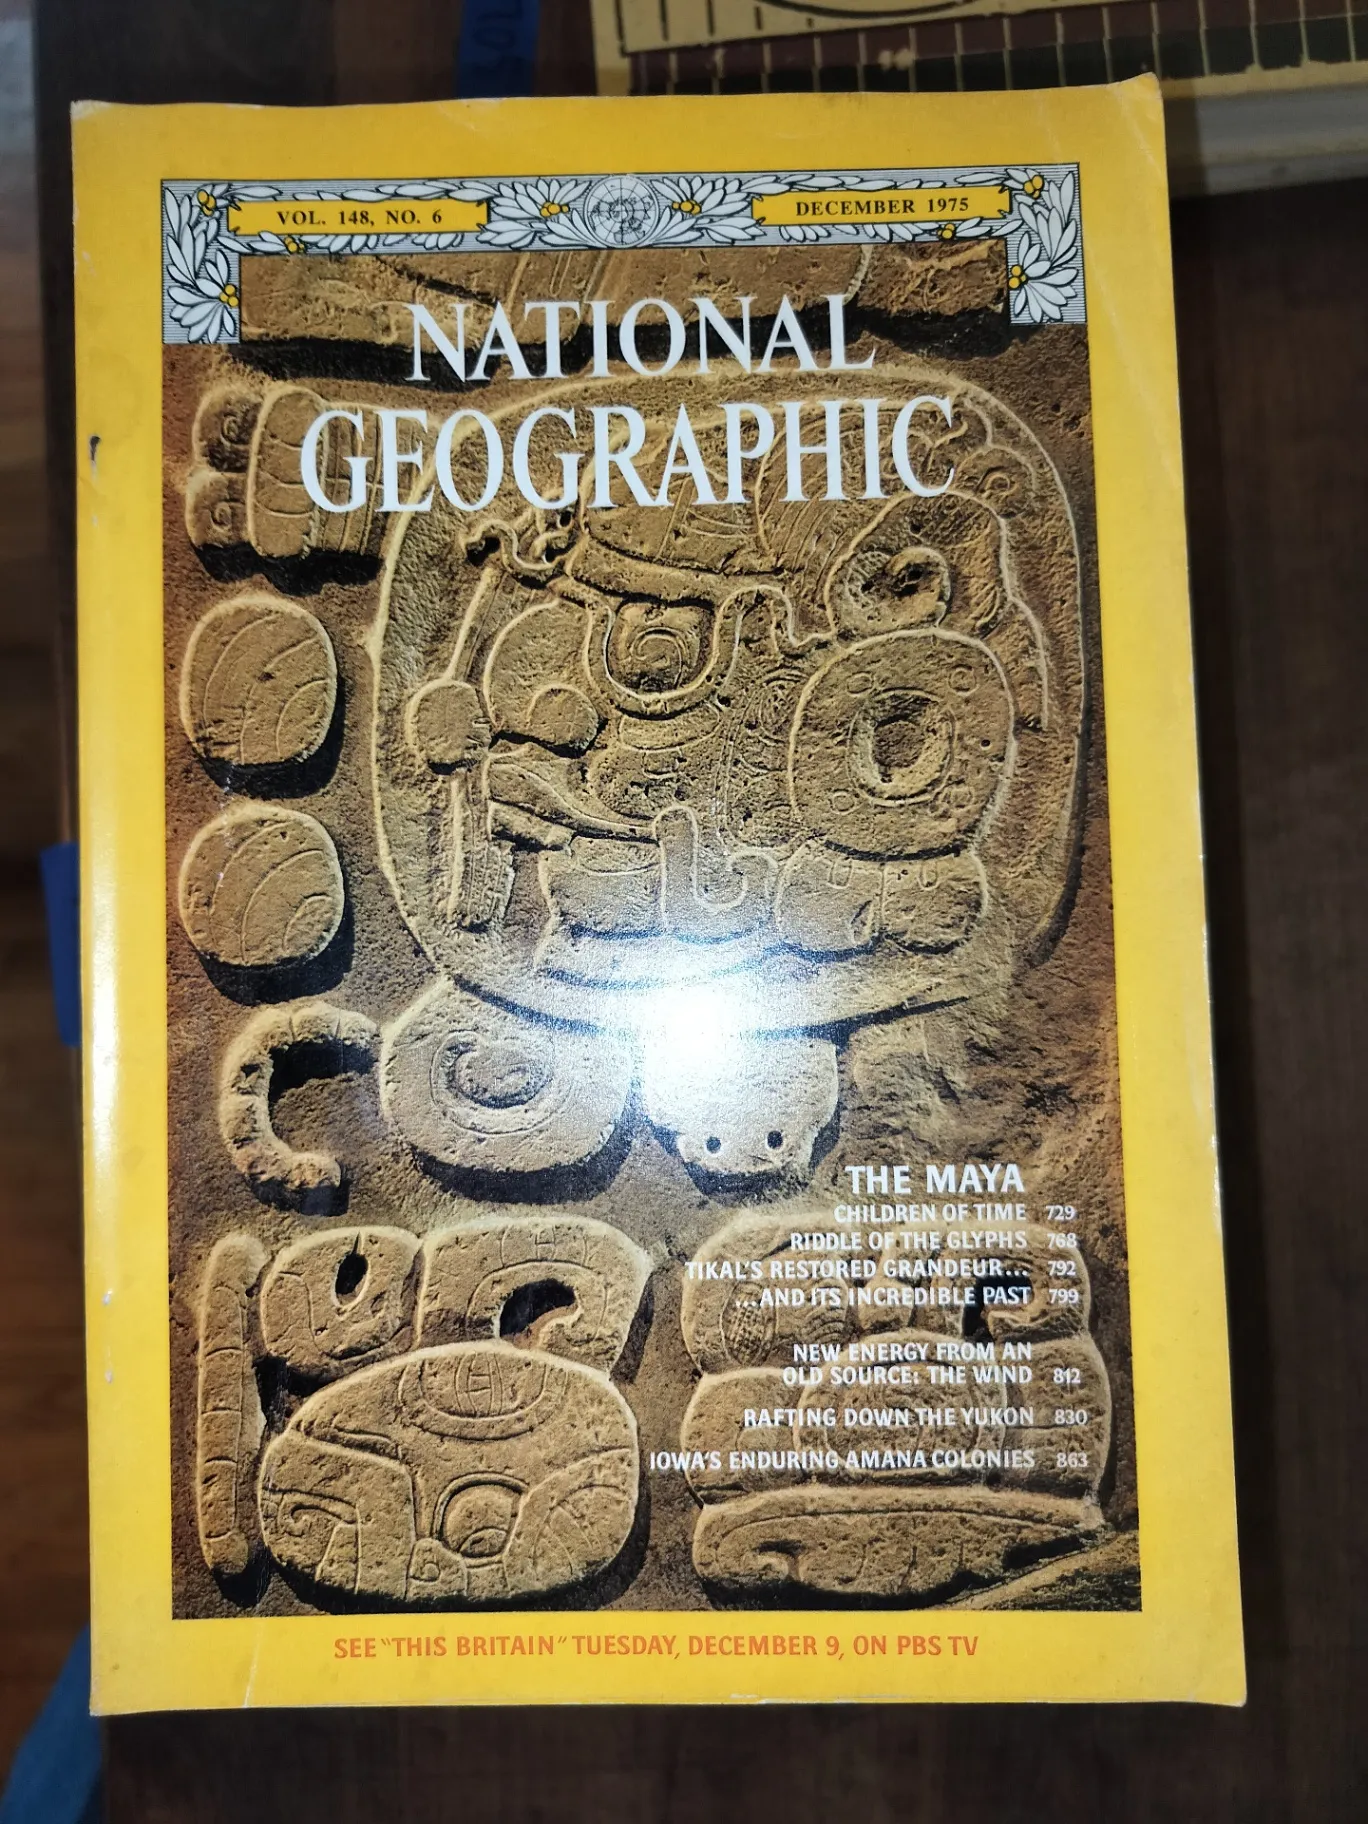 VOL. 148, NO. 6
DECEMBER 1975
NATIONAL
GEOGRAPHIC
THE MAYA
CHILDREN OF TIME 729
RIDDLE OF THE GLYPHS 768
TIKAL'S RESTORED GRANDEUR... 792
...AND ITS INCREDIBLE PAST 799
NEW ENERGY FROM AN
OLD SOURCE: THE WIND 812
RAFTING DOWN THE YUKON 830
IOWA'S ENDURING AMANA COLONIES 863
SEE "THIS BRITAIN" TUESDAY, DECEMBER 9, ON PBS TV